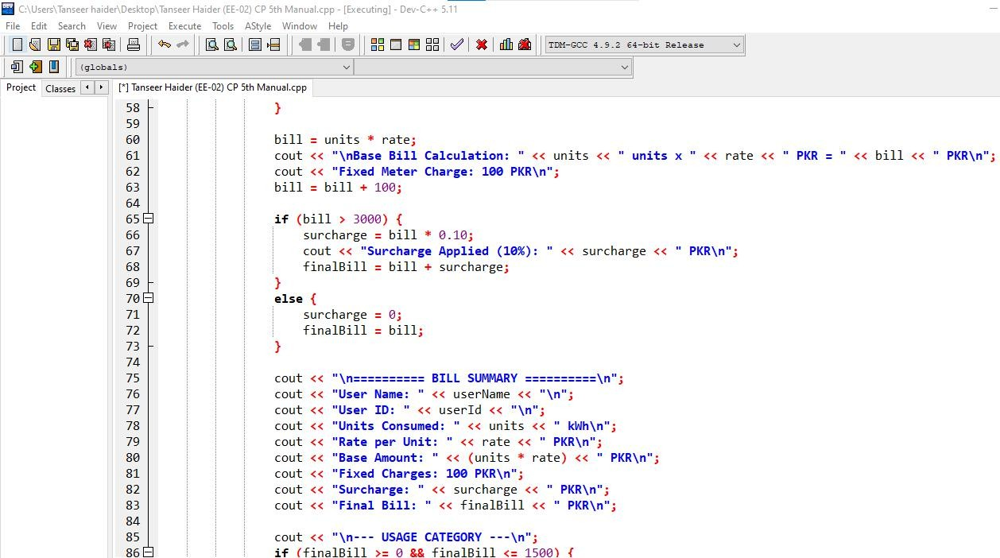 C:\Users\Tanseer haider\Desktop\Tanseer Haider (EE-02) CP 5th Manual.cpp - [Executing] - Dev-C++ 5.11
File Edit Search View Project Execute Tools AStyle Window Help
TDM-GCC 4.9.2 64-bit Release
(globals)
Project Classes [*] Tanseer Haider (EE-02) CP 5th Manual.cpp
58 }
59
60 bill = units * rate;
61 cout << "\nBase Bill Calculation: " << units << " units x " << rate << " PKR = " << bill << " PKR\n";
62 cout << "Fixed Meter Charge: 100 PKR\n";
63 bill = bill + 100;
64
65 if (bill > 3000) {
66 surcharge = bill * 0.10;
67 cout << "Surcharge Applied (10%): " << surcharge << " PKR\n";
68 finalBill = bill + surcharge;
69 }
70 else {
71 surcharge = 0;
72 finalBill = bill;
73 }
74
75 cout << "\n========== BILL SUMMARY ==========\n";
76 cout << "User Name: " << userName << "\n";
77 cout << "User ID: " << userId << "\n";
78 cout << "Units Consumed: " << units << " kWh\n";
79 cout << "Rate per Unit: " << rate << " PKR\n";
80 cout << "Base Amount: " << (units * rate) << " PKR\n";
81 cout << "Fixed Charges: 100 PKR\n";
82 cout << "Surcharge: " << surcharge << " PKR\n";
83 cout << "Final Bill: " << finalBill << " PKR\n";
84
85 cout << "\n--- USAGE CATEGORY ---\n";
86 if (finalBill >= 0 && finalBill <= 1500) {